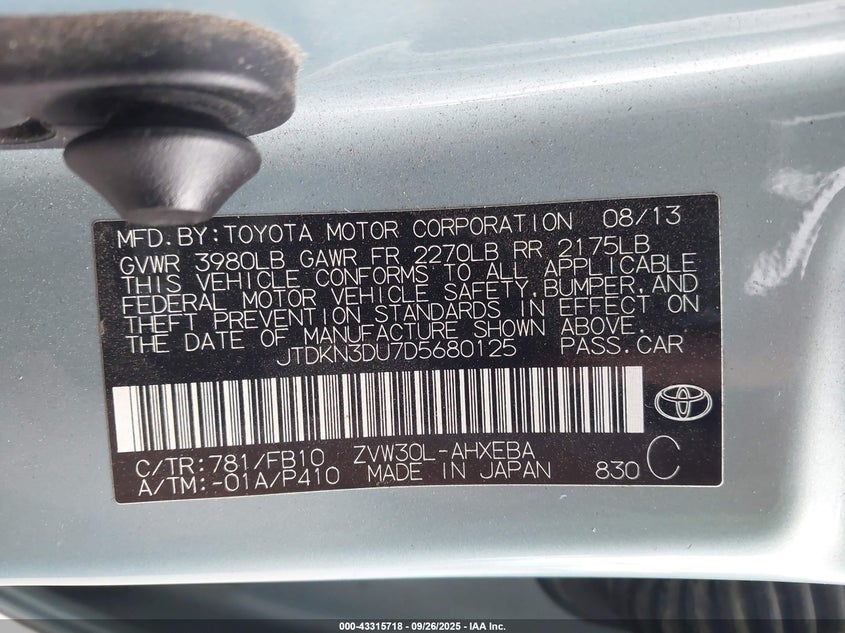 MFD.BY:TOYOTA MOTOR CORPORATION 08/13
GVWR 3980LB GAWR FR 2270LB RR 2175LB
THIS VEHICLE CONFORMS TO ALL APPLICABLE
FEDERAL MOTOR VEHICLE SAFETY,BUMPER,AND
THEFT PREVENTION STANDARDS IN EFFECT ON
THE DATE OF MANUFACTURE SHOWN ABOVE.
JTDKN3DU7D5680125 PASS.CAR
C/TR:781/FB10 ZVW30L-AHXEBA
A/TM:-01A/P410 MADE IN JAPAN 830 C
000-43315718 - 09/26/2025 - IAA Inc.